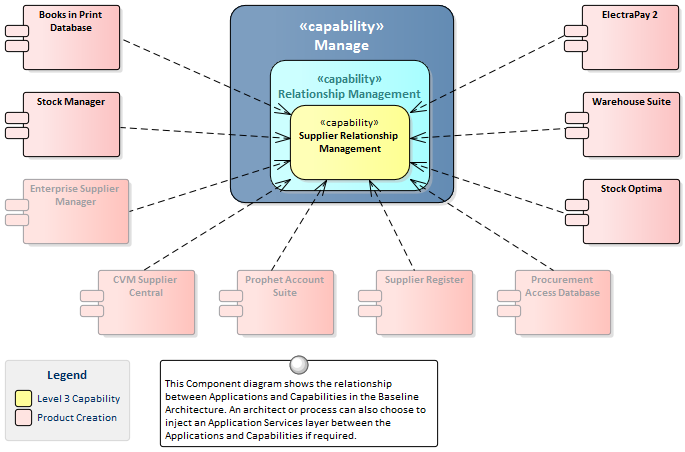 Books in Print
Database
«capability»
Manage
ElectraPay 2
«capability»
Relationship Management
Stock Manager
«capability»
Supplier Relationship
Management
Warehouse Suite
Enterprise Supplier
Manager
Stock Optima
CVM Supplier
Central
Prophet Account
Suite
Supplier Register
Procurement
Access Database
Legend
Level 3 Capability
Product Creation
This Component diagram shows the relationship
between Applications and Capabilities in the Baseline
Architecture. An architect or process can also choose to
inject an Application Services layer between the
Applications and Capabilities if required.